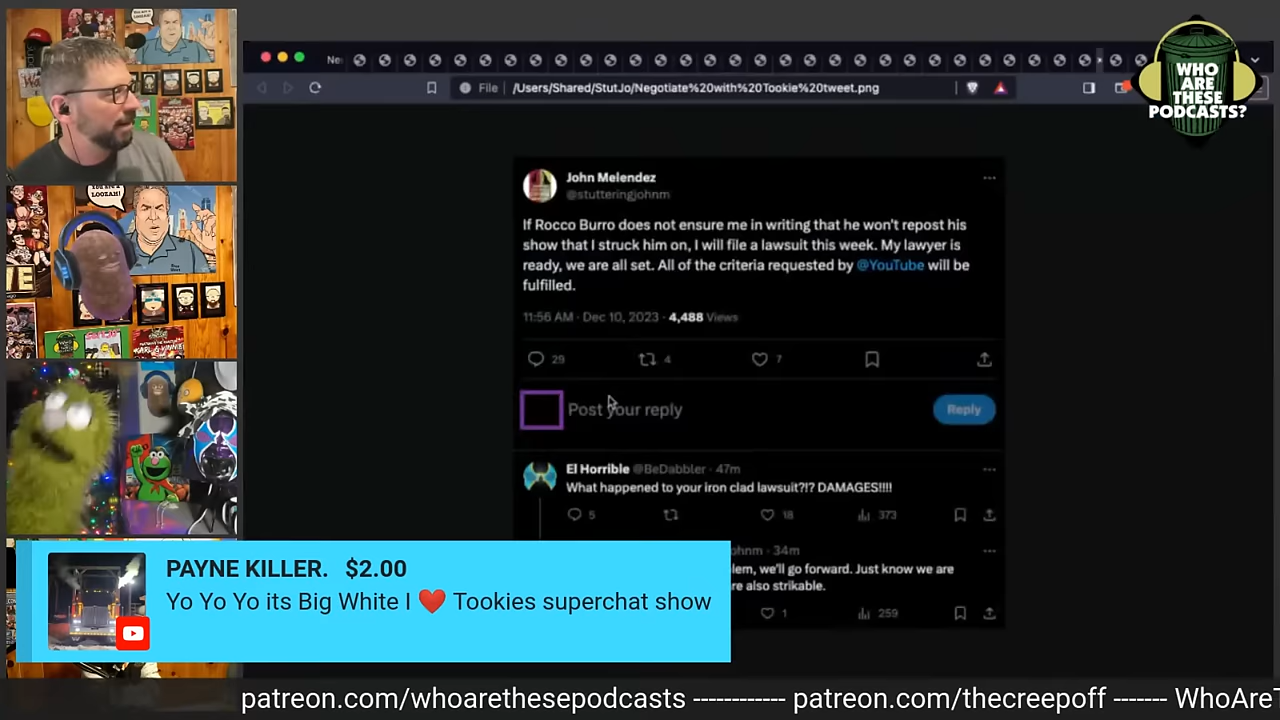 WHO
ARE
THESE
PODCASTS?
File
/Users/Shared/StutJo/Negotiate%20with%20Tookie%20tweet.png
John Melendez
@stutteringjohnm
If Rocco Burro does not ensure me in writing that he won't repost his
show that I struck him on, I will file a lawsuit this week. My lawyer is
ready, we are all set. All of the criteria requested by @YouTube will be
fulfilled.
11:56 AM · Dec 10, 2023 · 4,488 Views
29 4 7
Post your reply
Reply
El Horrible @BeDabbler · 47m
What happened to your iron clad lawsuit?!? DAMAGES!!!!
5 18 373
ohnm · 34m
lem, we'll go forward. Just know we are
re also strikable.
1 259
PAYNE KILLER. $2.00
Yo Yo Yo its Big White I ❤️ Tookies superchat show
patreon.com/whoarethesepodcasts ------------ patreon.com/thecreepoff ------- WhoAreT